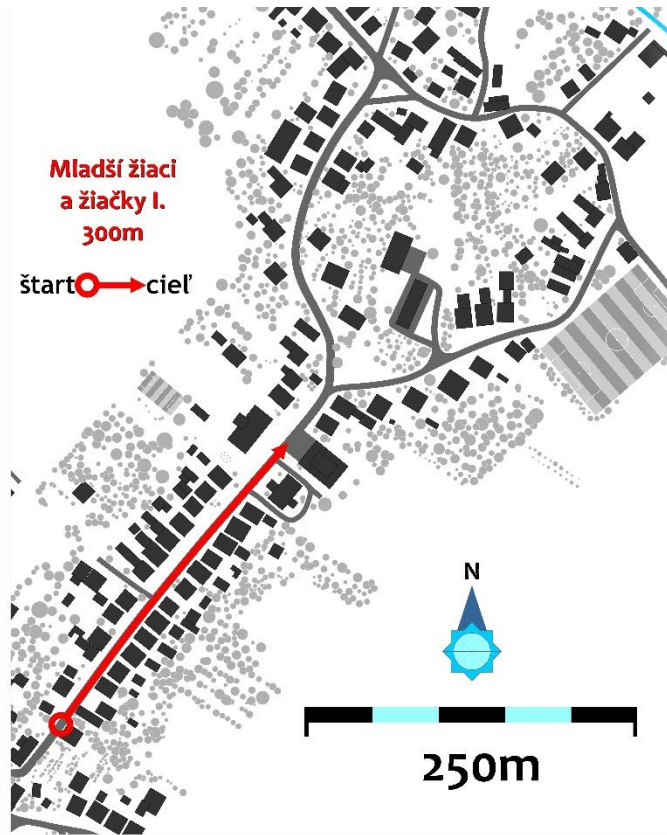 Mladší žiaci
a žiačky I.
300m
štart cieľ
N
250m